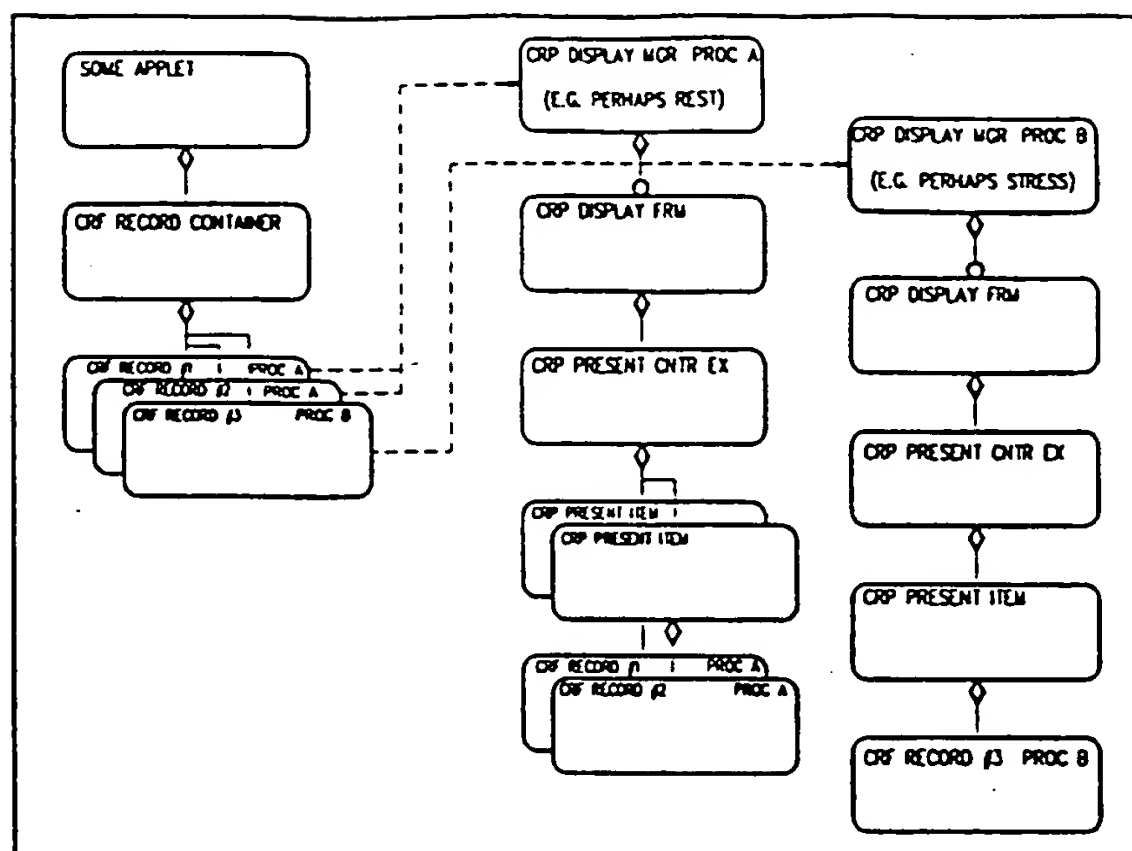 SOME APPLET
CRF RECORD CONTAINER
CRF RECORD #1 PROC A
CRF RECORD #2 PROC A
CRF RECORD #3 PROC B
CRP DISPLAY MGR PROC A
(E.G. PERHAPS REST)
CRP DISPLAY FRM
CRP PRESENT CNTR EX
CRP PRESENT ITEM
CRP PRESENT ITEM
CRF RECORD #1 PROC A
CRF RECORD #2 PROC A
CRP DISPLAY MGR PROC B
(E.G. PERHAPS STRESS)
CRP DISPLAY FRM
CRP PRESENT CNTR EX
CRP PRESENT ITEM
CRF RECORD #3 PROC B